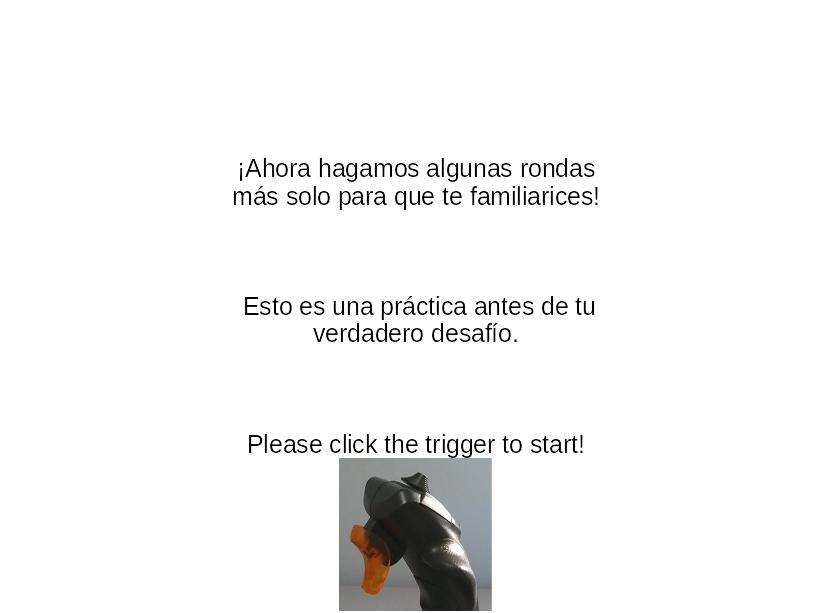 ¡Ahora hagamos algunas rondas
más solo para que te familiarices!
Esto es una práctica antes de tu
verdadero desafío.
Please click the trigger to start!